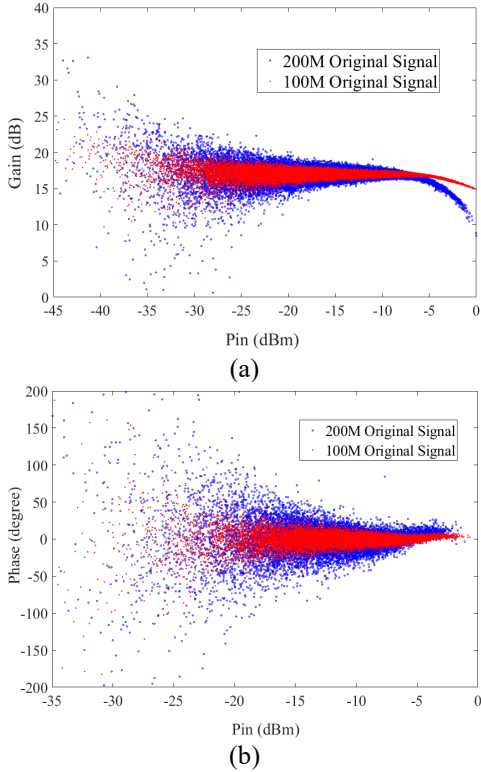 40
35
30
25
20
15
10
5
0
Gain (dB)
200M Original Signal
100M Original Signal
-45 -40 -35 -30 -25 -20 -15 -10 -5 0
Pin (dBm)
(a)
200
150
100
50
0
-50
-100
-150
-200
Phase (degree)
200M Original Signal
100M Original Signal
-35 -30 -25 -20 -15 -10 -5 0
Pin (dBm)
(b)